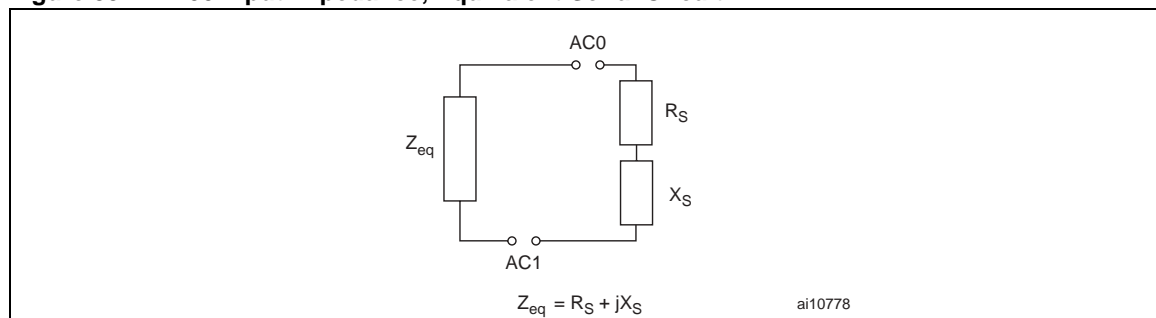 AC0
R_S
Z_eq
X_S
AC1
Z_eq = R_S + jX_S
ai10778